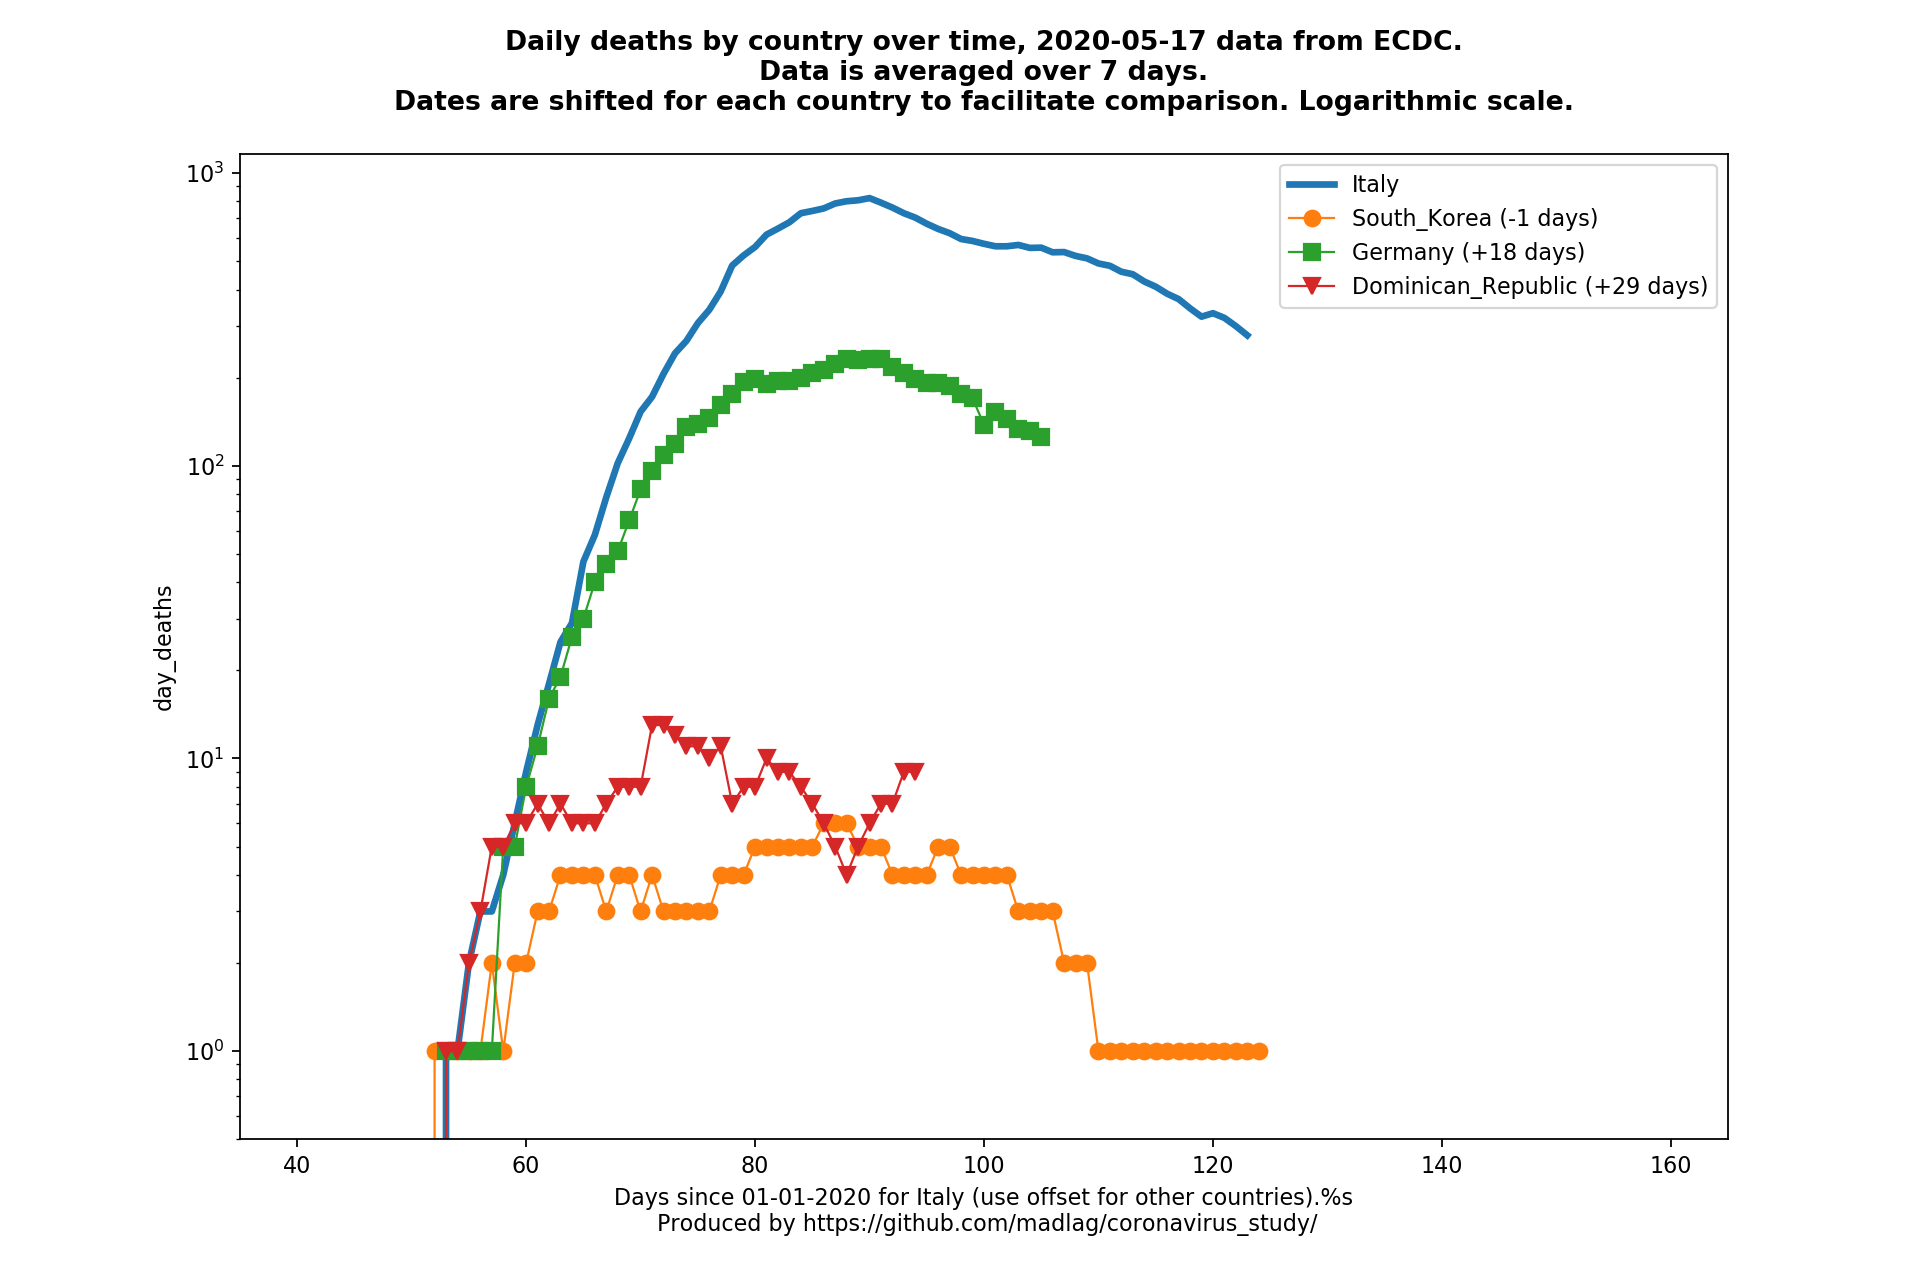 Daily deaths by country over time, 2020-05-17 data from ECDC.
Data is averaged over 7 days.
Dates are shifted for each country to facilitate comparison. Logarithmic scale.
Italy
South_Korea (-1 days)
Germany (+18 days)
Dominican_Republic (+29 days)
day_deaths
10³
10²
10¹
10⁰
40 60 80 100 120 140 160
Days since 01-01-2020 for Italy (use offset for other countries).%s
Produced by https://github.com/madlag/coronavirus_study/